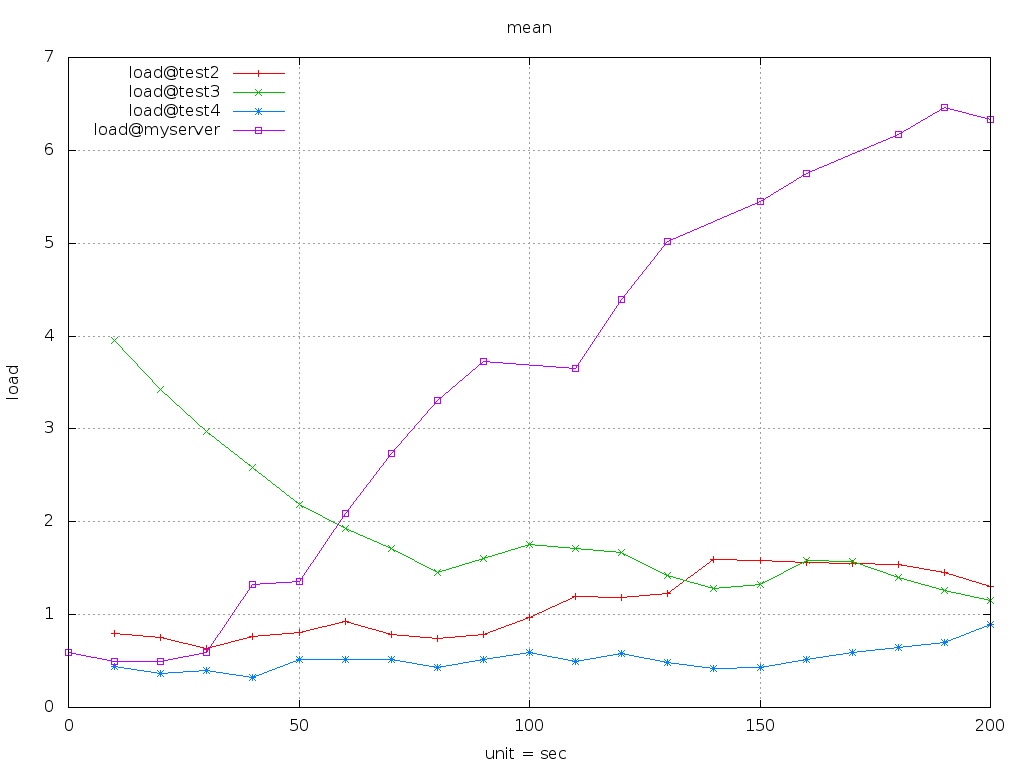 mean
7
load@test2
load@test3
load@test4
load@myserver
6
5
4
load
3
2
1
0
0 50 100 150 200
unit = sec